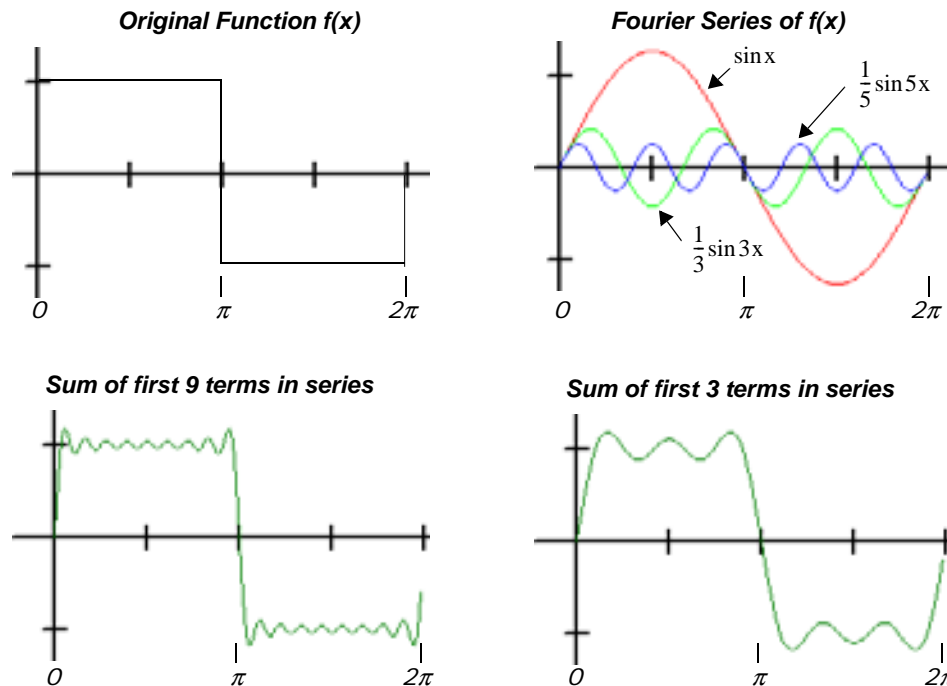 Original Function f(x)
0
π
2π
Fourier Series of f(x)
sin x
1/5 sin 5x
1/3 sin 3x
0
π
2π
Sum of first 9 terms in series
0
π
2π
Sum of first 3 terms in series
0
π
2π